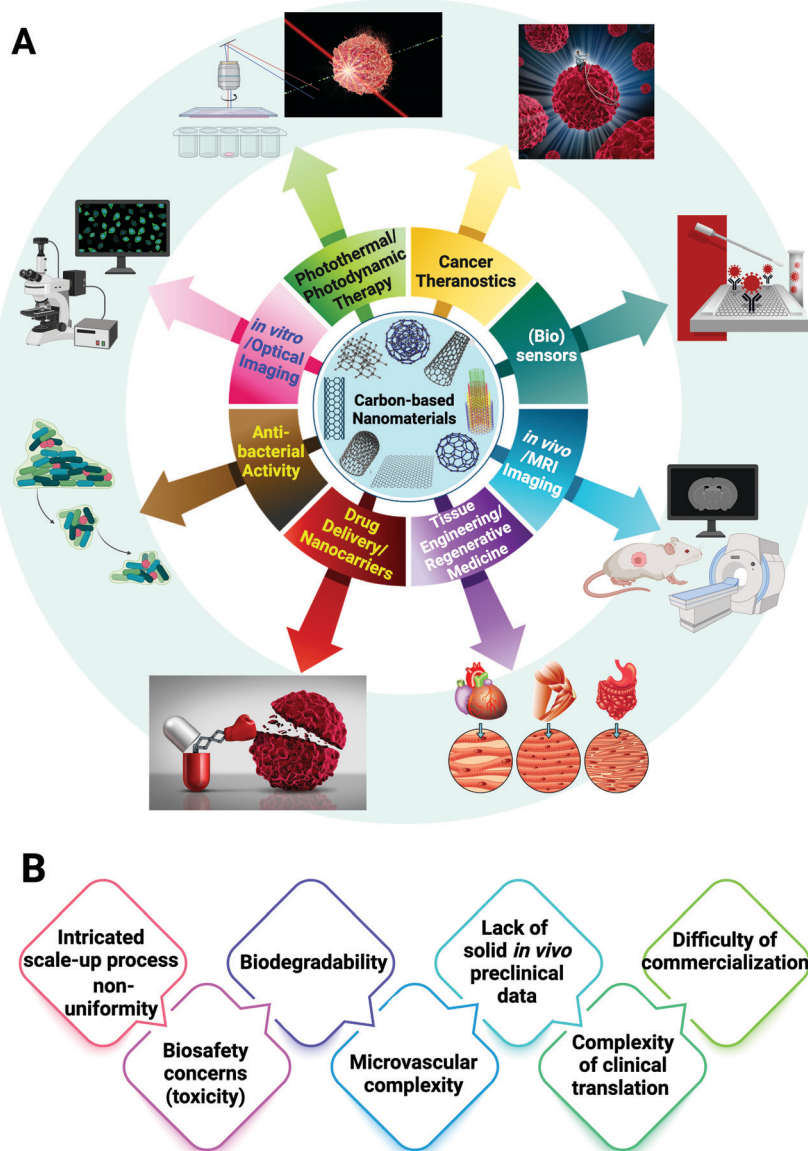 A
Photothermal/
Photodynamic
Therapy
Cancer
Theranostics
(Bio)
sensors
in vivo
/MRI
Imaging
Tissue
Engineering/
Regenerative
Medicine
Drug
Delivery/
Nanocarriers
Anti-
bacterial
Activity
in vitro
/Optical
Imaging
Carbon-based
Nanomaterials
B
Intricated
scale-up process
non-
uniformity
Biosafety
concerns
(toxicity)
Biodegradability
Microvascular
complexity
Lack of
solid in vivo
preclinical
data
Complexity
of clinical
translation
Difficulty of
commercialization